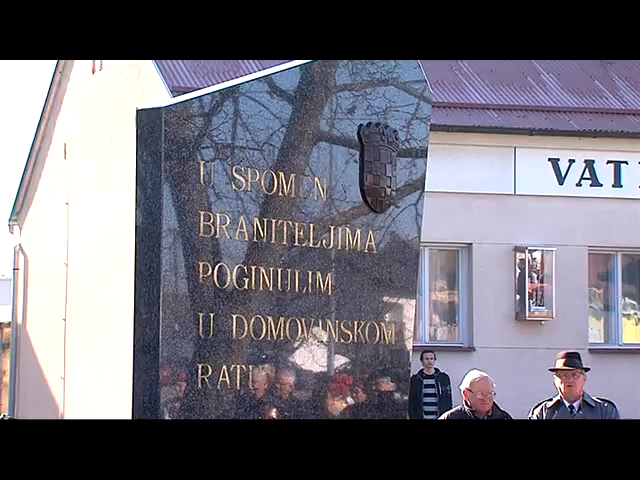 U SPOMEN
BRANITELJIMA
POGINULIM
U DOMOVINSKOM
RATU
VAT